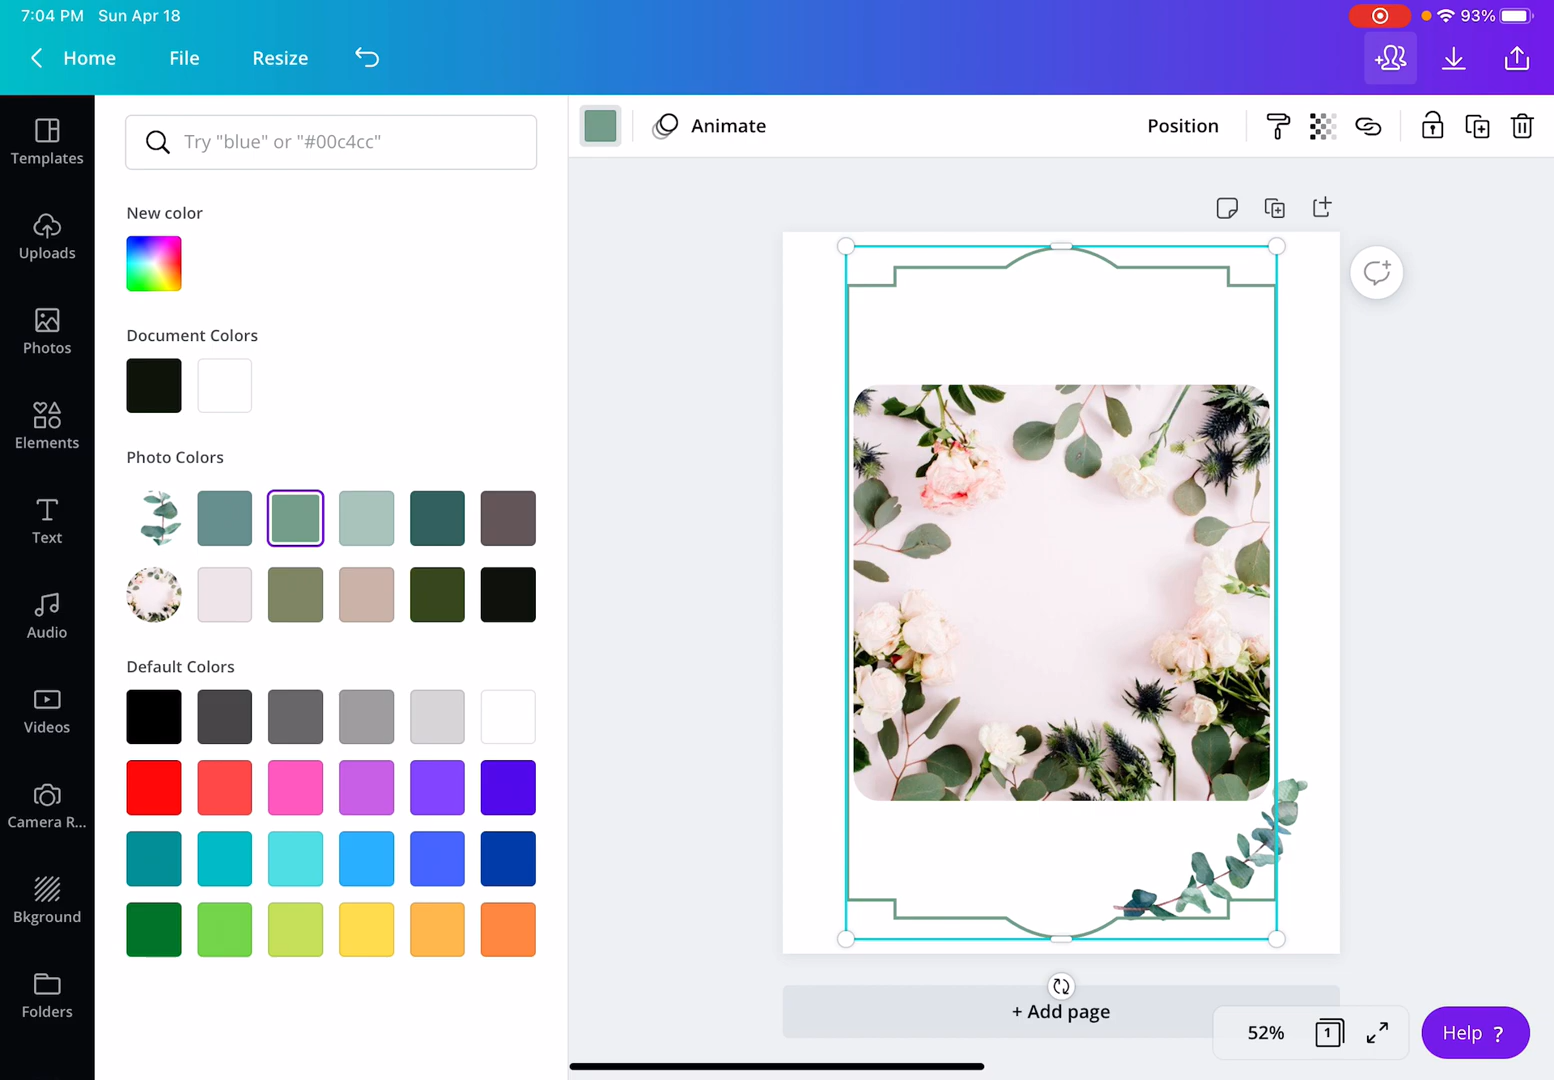 7:04 PM Sun Apr 18
93%
Home File Resize
Templates
Uploads
Photos
Elements
Text
Audio
Videos
Camera R...
Bkground
Folders
Try "blue" or "#00c4cc"
New color
Document Colors
Photo Colors
Default Colors
Animate
Position
+ Add page
52%
1
Help ?